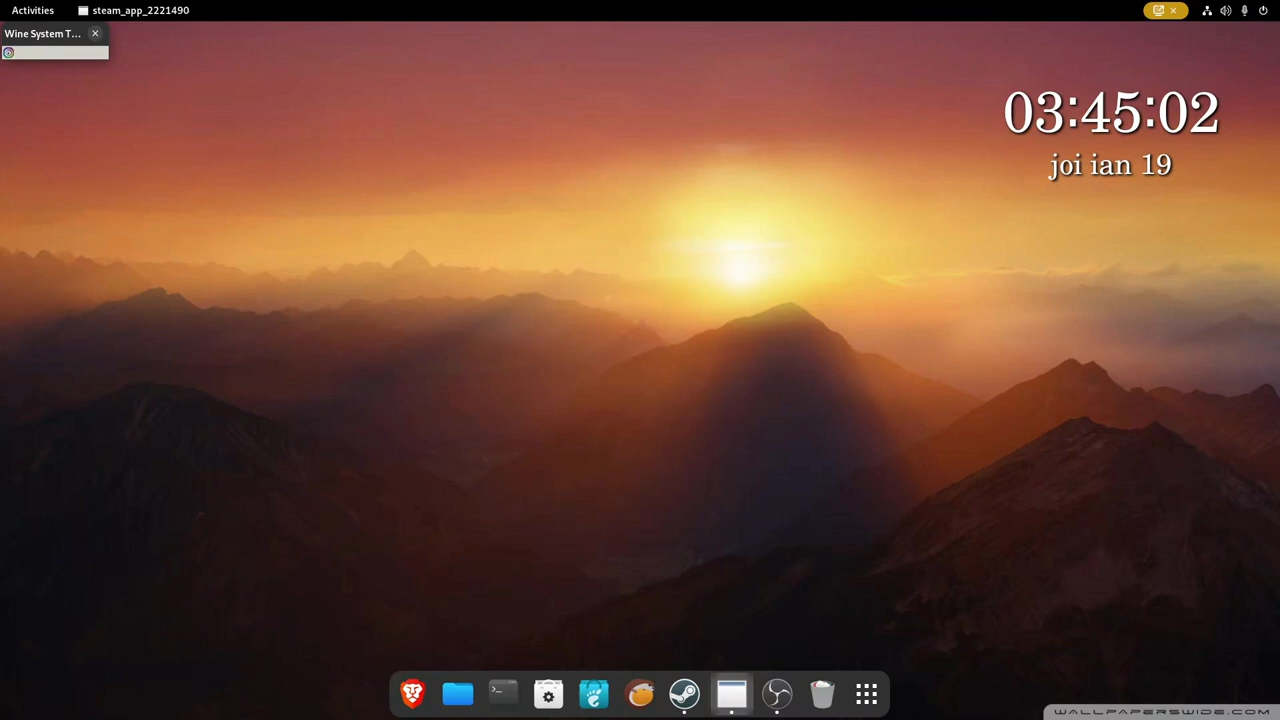 Activities
steam_app_2221490
Wine System T...
03:45:02
joi ian 19
WALLPAPERSWIDE.COM